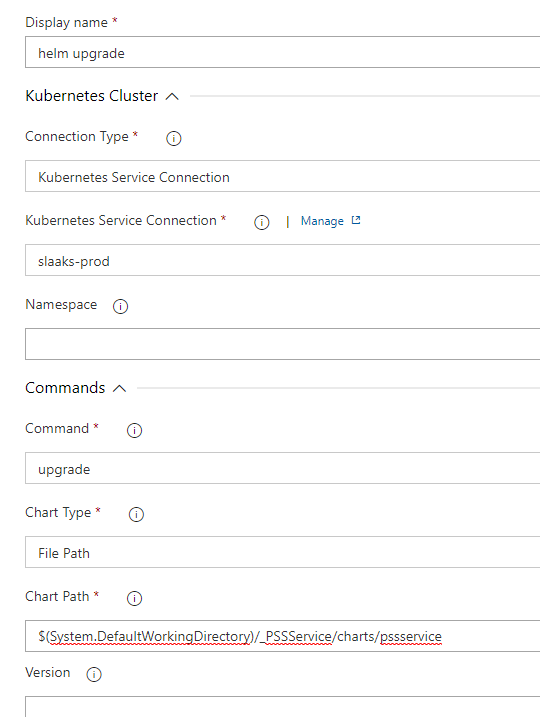 Display name *
helm upgrade
Kubernetes Cluster
Connection Type *
Kubernetes Service Connection
Kubernetes Service Connection * | Manage
slaaks-prod
Namespace
Commands
Command *
upgrade
Chart Type *
File Path
Chart Path *
$(System.DefaultWorkingDirectory)/_PSSService/charts/pssservice
Version